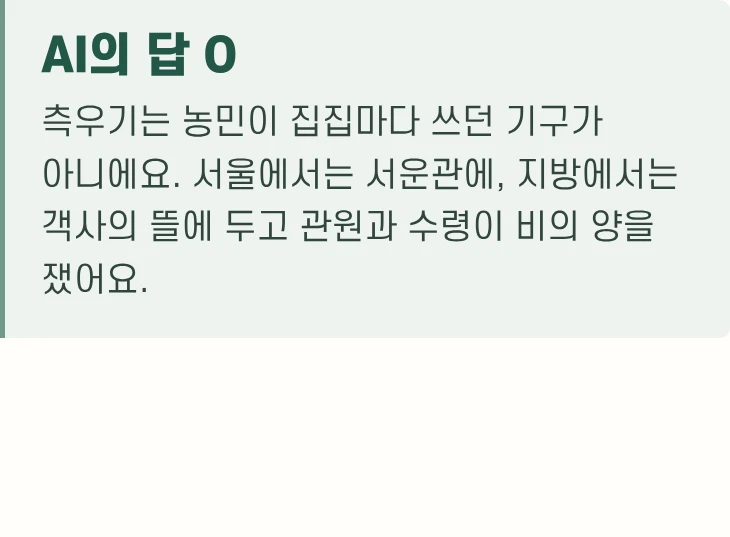 AI의 답 O
측우기는 농민이 집집마다 쓰던 기구가
아니에요. 서울에서는 서운관에, 지방에서는
객사의 뜰에 두고 관원과 수령이 비의 양을
쟀어요.